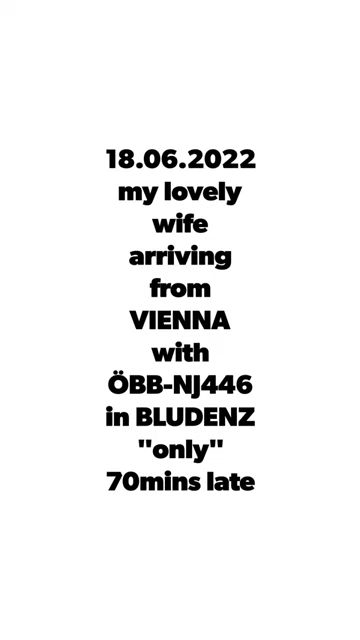 18.06.2022
my lovely
wife
arriving
from
VIENNA
with
ÖBB-NJ446
in BLUDENZ
"only"
70mins late